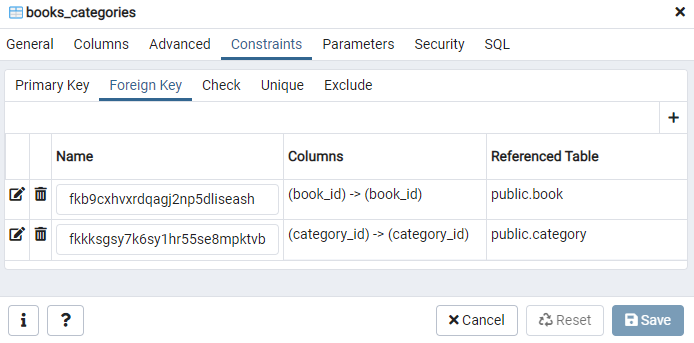 books_categories
General Columns Advanced Constraints Parameters Security SQL
Primary Key Foreign Key Check Unique Exclude
Name Columns Referenced Table
fkb9cxhvxrdqagj2np5dliseash (book_id) -> (book_id) public.book
fkkksgsy7k6sy1hr55se8mpktvb (category_id) -> (category_id) public.category
Cancel Reset Save